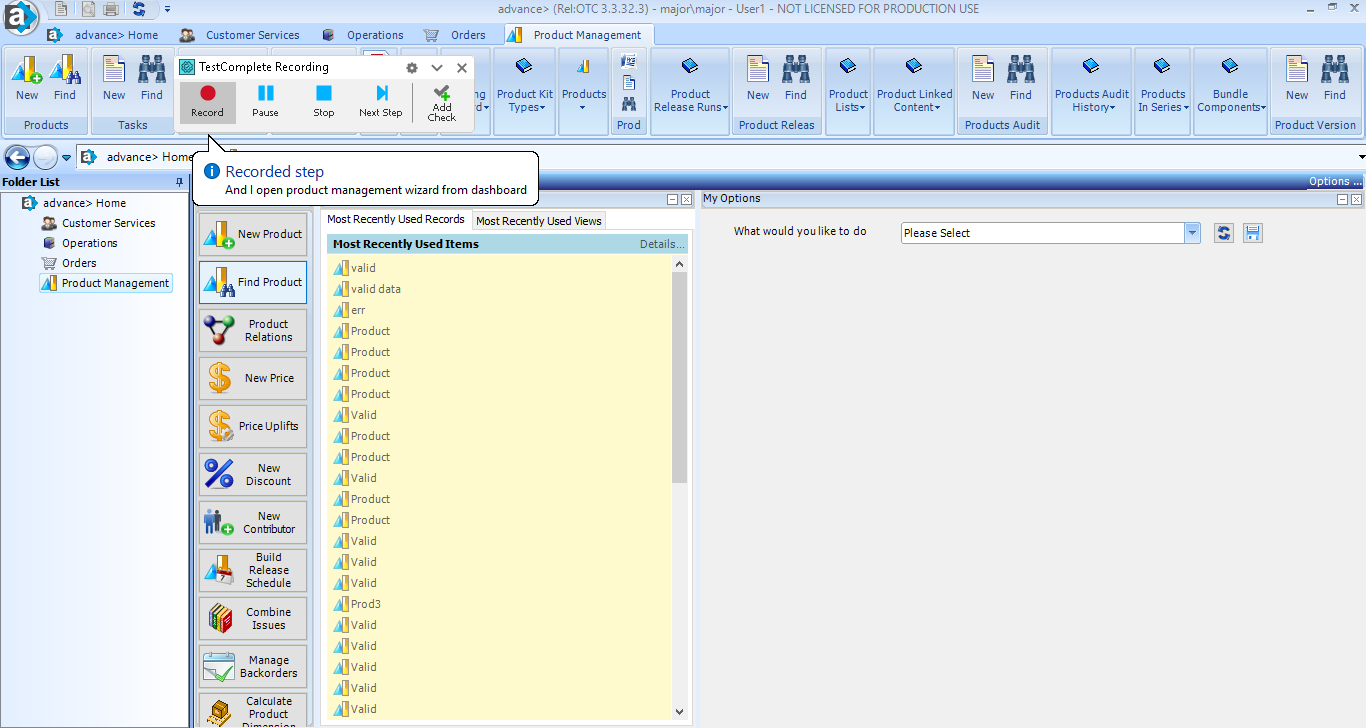 advance> (Rel:OTC 3.3.32.3) - major\major - User1 - NOT LICENSED FOR PRODUCTION USE
advance> Home
Customer Services
Operations
Orders
Product Management
New
Find
Products
New
Find
Tasks
TestComplete Recording
Record
Pause
Stop
Next Step
Add
Check
Product Kit
Types
Products
Prod
Product
Release Runs
New
Find
Product Releas
Product
Lists
Product Linked
Content
New
Find
Products Audit
Products Audit
History
Products
In Series
Bundle
Components
New
Find
Product Version
advance> Home
Recorded step
And I open product management wizard from dashboard
Folder List
Options ...
advance> Home
Customer Services
Operations
Orders
Product Management
New Product
Find Product
Product
Relations
New Price
Price Uplifts
New
Discount
New
Contributor
Build
Release
Schedule
Combine
Issues
Manage
Backorders
Calculate
Product
Dimension
Most Recently Used Records
Most Recently Used Views
Most Recently Used Items
Details...
valid
valid data
err
Product
Product
Product
Product
Valid
Product
Product
Valid
Product
Product
Valid
Valid
Valid
Prod3
Valid
Valid
Valid
Valid
Valid
My Options
What would you like to do
Please Select